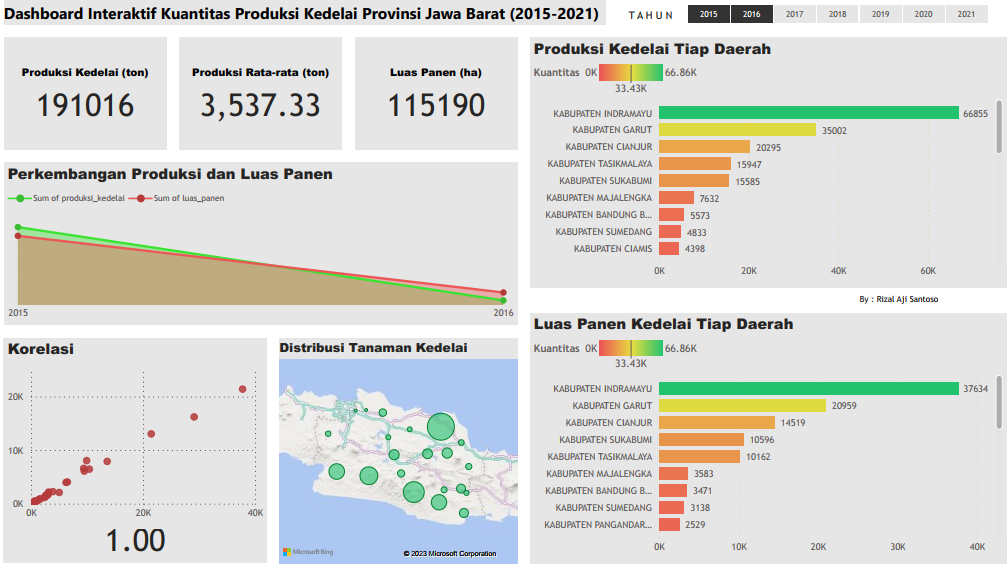 Dashboard Interaktif Kuantitas Produksi Kedelai Provinsi Jawa Barat (2015-2021)
TAHUN 2015 2016 2017 2018 2019 2020 2021
Produksi Kedelai (ton)
191016
Produksi Rata-rata (ton)
3,537.33
Luas Panen (ha)
115190
Produksi Kedelai Tiap Daerah
Kuantitas 0K 66.86K
33.43K
KABUPATEN INDRAMAYU 66855
KABUPATEN GARUT 35002
KABUPATEN CIANJUR 20295
KABUPATEN TASIKMALAYA 15947
KABUPATEN SUKABUMI 15585
KABUPATEN MAJALENGKA 7632
KABUPATEN BANDUNG B... 5573
KABUPATEN SUMEDANG 4833
KABUPATEN CIAMIS 4398
0K 20K 40K 60K
Perkembangan Produksi dan Luas Panen
Sum of produksi_kedelai Sum of luas_panen
2015 2016
By : Rizal Aji Santoso
Korelasi
20K
10K
0K
0K 20K 40K
1.00
Distribusi Tanaman Kedelai
Microsoft Bing
© 2023 Microsoft Corporation
Luas Panen Kedelai Tiap Daerah
Kuantitas 0K 66.86K
33.43K
KABUPATEN INDRAMAYU 37634
KABUPATEN GARUT 20959
KABUPATEN CIANJUR 14519
KABUPATEN SUKABUMI 10596
KABUPATEN TASIKMALAYA 10162
KABUPATEN MAJALENGKA 3583
KABUPATEN BANDUNG B... 3471
KABUPATEN SUMEDANG 3138
KABUPATEN PANGANDAR... 2529
0K 10K 20K 30K 40K